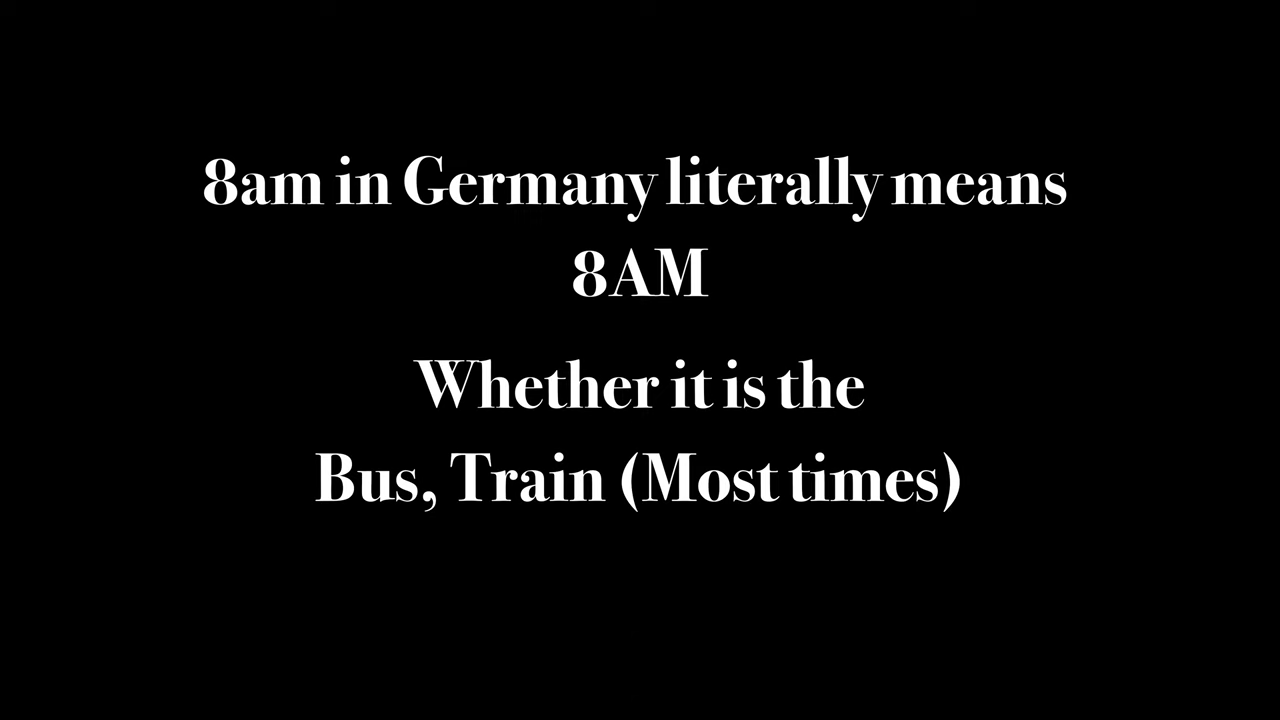 8am in Germany literally means
8AM
Whether it is the
Bus, Train (Most times)